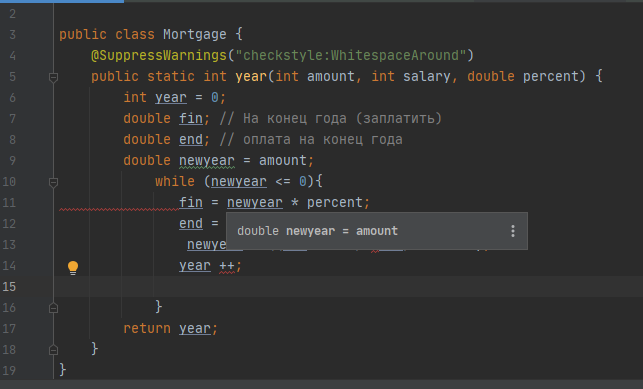 2
3 public class Mortgage {
4 @SuppressWarnings("checkstyle:WhitespaceAround")
5 public static int year(int amount, int salary, double percent) {
6 int year = 0;
7 double fin; // На конец года (заплатить)
8 double end; // оплата на конец года
9 double newyear = amount;
10 while (newyear <= 0){
11 fin = newyear * percent;
12 end =
double newyear = amount
13 newyear
14 year ++;
15
16 }
17 return year;
18 }
19 }